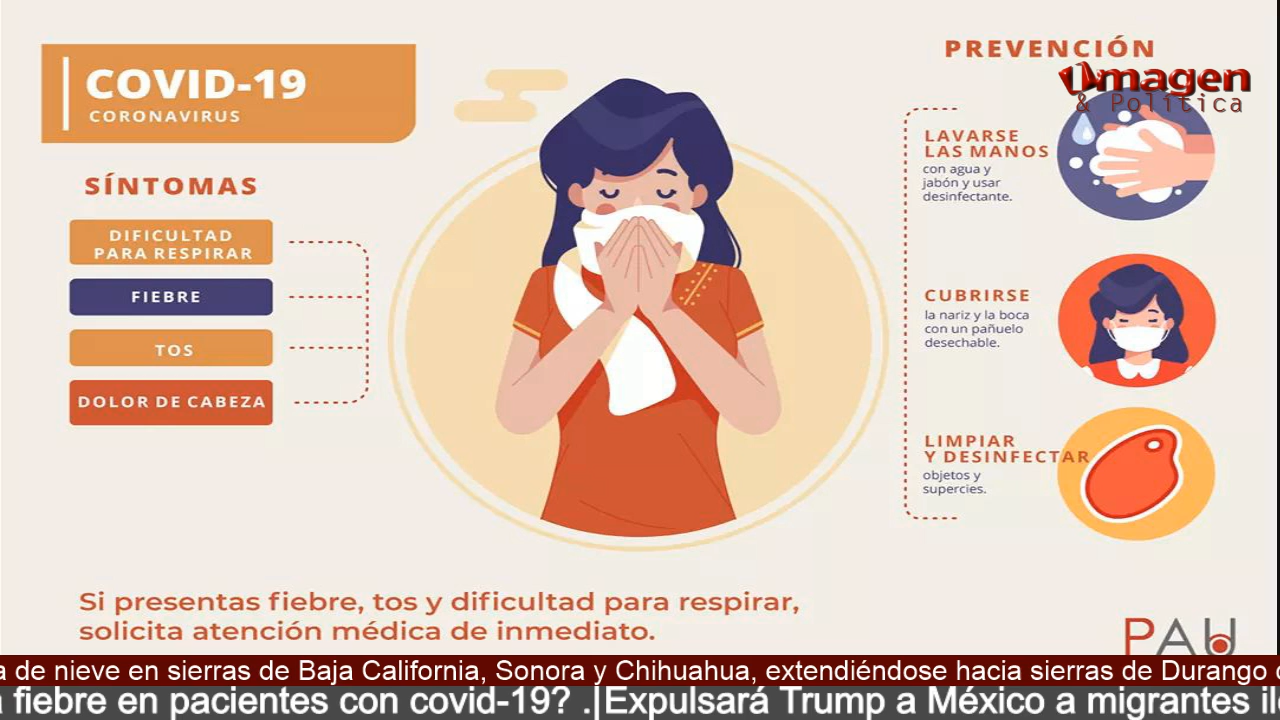 COVID-19
CORONAVIRUS
SÍNTOMAS
DIFICULTAD
PARA RESPIRAR
FIEBRE
TOS
DOLOR DE CABEZA
PREVENCIÓN
Imagen
& Política
LAVARSE
LAS MANOS
con agua y
jabón y usar
desinfectante.
CUBRIRSE
la nariz y la boca
con un pañuelo
desechable.
LIMPIAR
Y DESINFECTAR
objetos y
supercies.
Si presentas fiebre, tos y dificultad para respirar,
solicita atención médica de inmediato.
PAU
a de nieve en sierras de Baja California, Sonora y Chihuahua, extendiéndose hacia sierras de Durango
fiebre en pacientes con covid-19? .|Expulsará Trump a México a migrantes